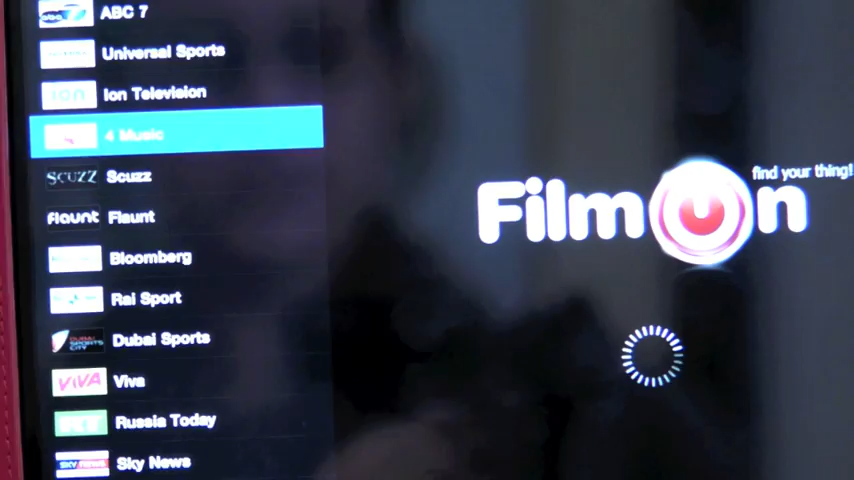 ABC 7
Universal Sports
ion Ion Television
4 Music
SCUZZ Scuzz
flaunt Flaunt
Bloomberg
Rai Sport
DUBAI SPORTS CITY Dubai Sports
VIVA Viva
RT Russia Today
SKY NEWS Sky News
find your thing!
FilmOn